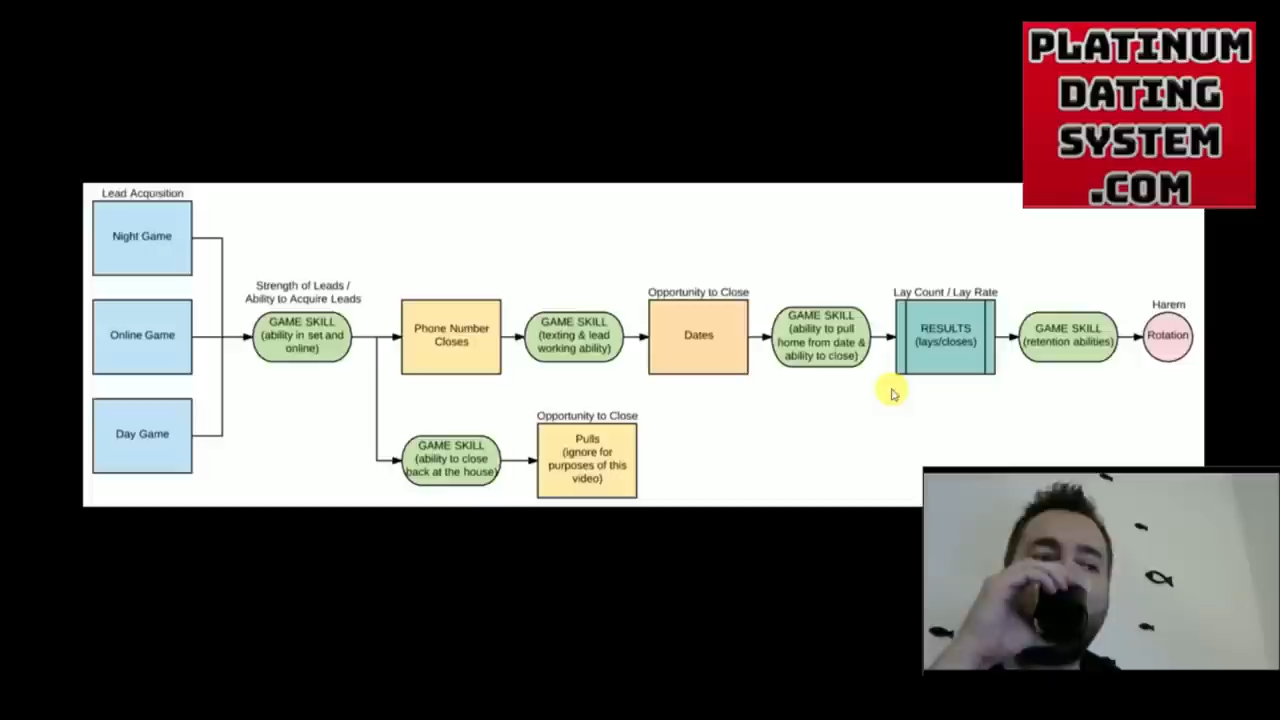 PLATINUM
DATING
SYSTEM
.COM
Lead Acquisition
Night Game
Online Game
Day Game
Strength of Leads /
Ability to Acquire Leads
GAME SKILL
(ability in set and
online)
Phone Number
Closes
GAME SKILL
(texting & lead
working ability)
Opportunity to Close
Dates
GAME SKILL
(ability to pull
home from date &
ability to close)
Lay Count / Lay Rate
RESULTS
(lays/closes)
GAME SKILL
(retention abilities)
Harem
Rotation
GAME SKILL
(ability to close
back at the house)
Opportunity to Close
Pulls
(ignore for
purposes of this
video)